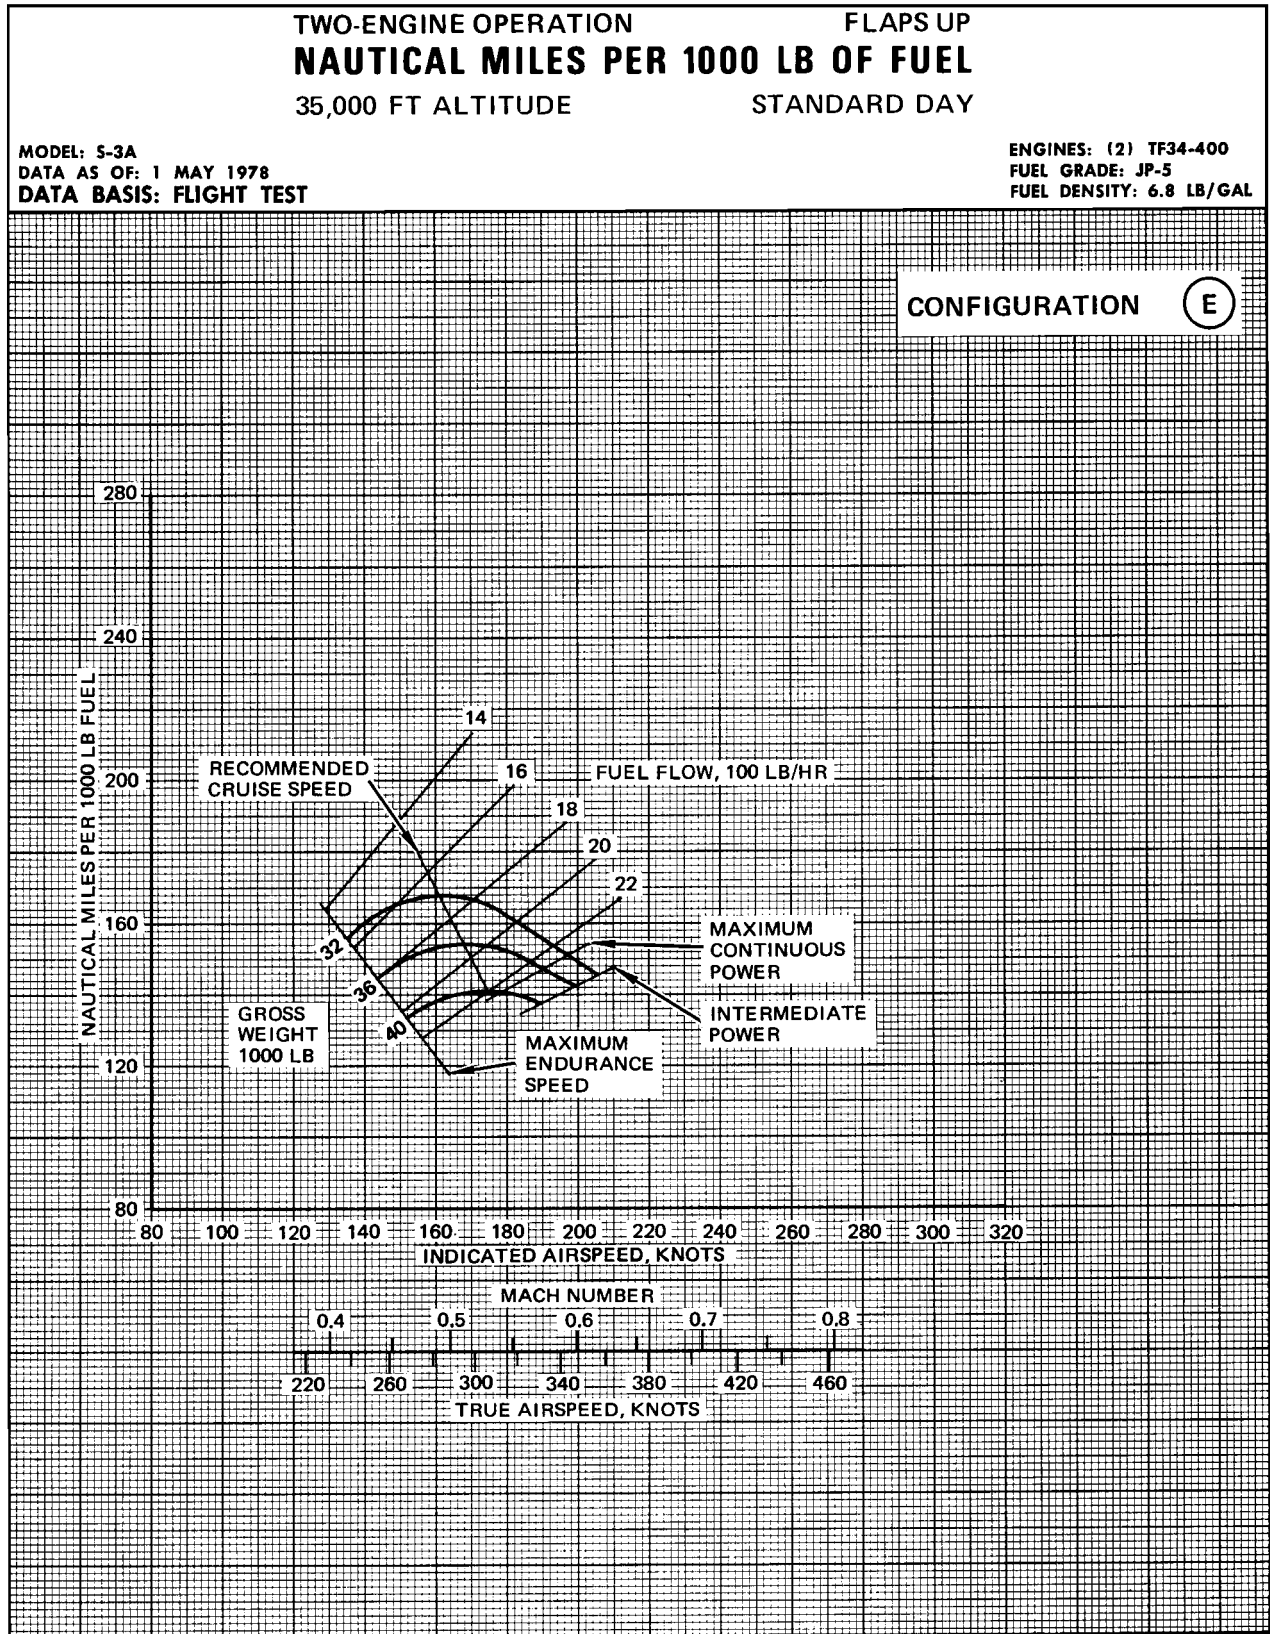 TWO-ENGINE OPERATION FLAPS UP
NAUTICAL MILES PER 1000 LB OF FUEL
35,000 FT ALTITUDE STANDARD DAY
MODEL: S-3A
DATA AS OF: 1 MAY 1978
DATA BASIS: FLIGHT TEST
ENGINES: (2) TF34-400
FUEL GRADE: JP-5
FUEL DENSITY: 6.8 LB/GAL
CONFIGURATION E
280
240
200
160
120
80
NAUTICAL MILES PER 1000 LB FUEL
14
RECOMMENDED
CRUISE SPEED
16
FUEL FLOW, 100 LB/HR
18
20
22
32
36
40
MAXIMUM
CONTINUOUS
POWER
INTERMEDIATE
POWER
GROSS
WEIGHT
1000 LB
MAXIMUM
ENDURANCE
SPEED
80 100 120 140 160 180 200 220 240 260 280 300 320
INDICATED AIRSPEED, KNOTS
MACH NUMBER
0.4 0.5 0.6 0.7 0.8
220 260 300 340 380 420 460
TRUE AIRSPEED, KNOTS